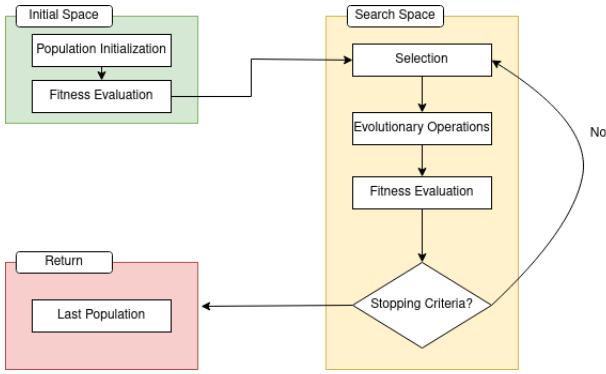 Initial Space
Population Initialization
Fitness Evaluation
Search Space
Selection
Evolutionary Operations
Fitness Evaluation
Stopping Criteria?
No
Return
Last Population